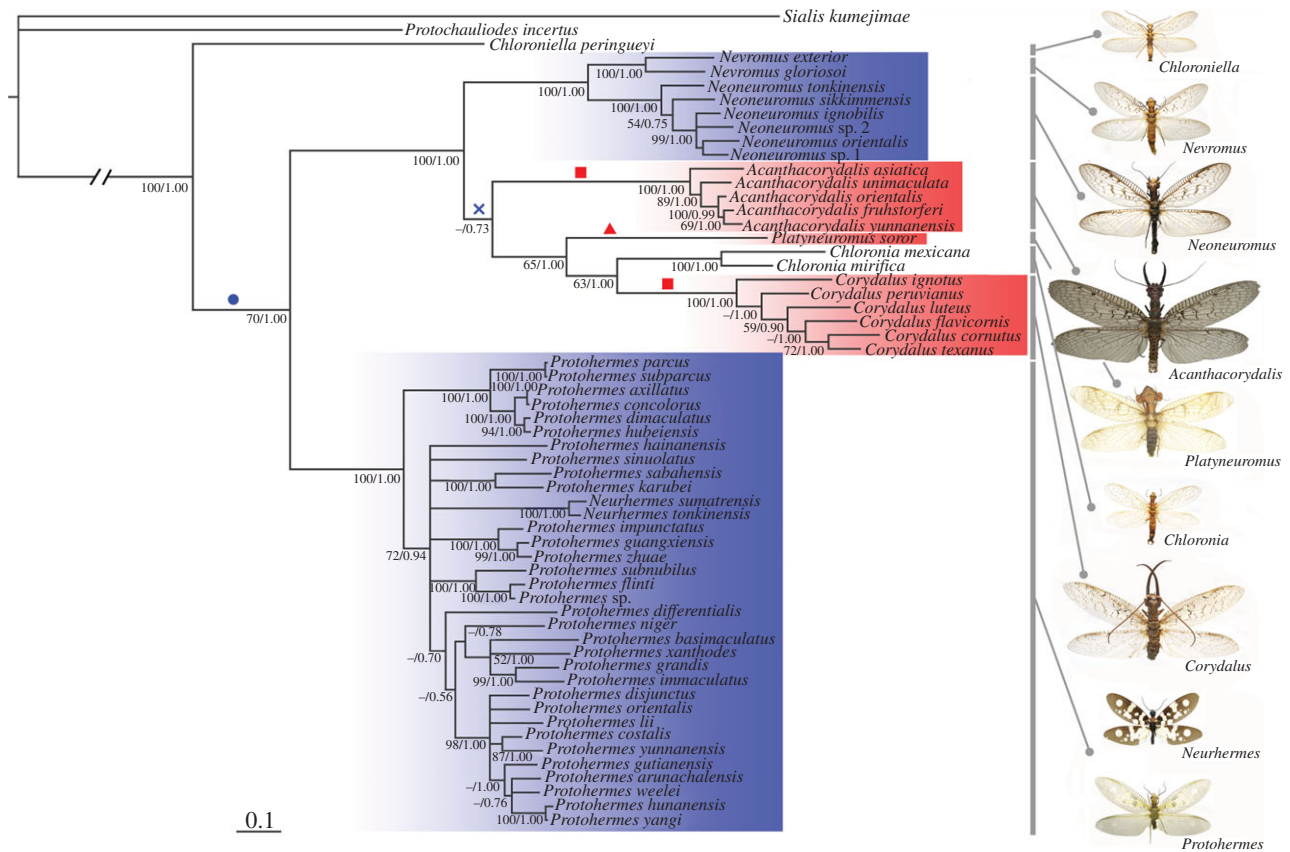 Sialis kumejimae
Protochauliodes incertus
Chloroniella peringueyi
Nevromus exterior
100/1.00
Nevromus gloriosoi
100/1.00
Neoneuromus tonkinensis
100/1.00
Neoneuromus sikkimmensis
54/0.75
Neoneuromus ignobilis
Neoneuromus sp. 2
99/1.00
Neoneuromus orientalis
Neoneuromus sp. 1
100/1.00
100/1.00
Acanthacorydalis asiatica
100/1.00
Acanthacorydalis unimaculata
89/1.00
Acanthacorydalis orientalis
100/0.99
Acanthacorydalis fruhstorferi
69/1.00
Acanthacorydalis yunnanensis
–/0.73
Platyneuromus soror
65/1.00
Chloronia mexicana
100/1.00
Chloronia mirifica
63/1.00
Corydalus ignotus
100/1.00
Corydalus peruvianus
–/1.00
Corydalus luteus
59/0.90
Corydalus flavicornis
–/1.00
Corydalus cornutus
72/1.00
Corydalus texanus
70/1.00
Protohermes parcus
100/1.00
Protohermes subparcus
100/1.00
100/1.00
Protohermes axillatus
Protohermes concolorus
100/1.00
Protohermes dimaculatus
94/1.00
Protohermes hubeiensis
Protohermes hainanensis
Protohermes sinuolatus
100/1.00
Protohermes sabahensis
100/1.00
Protohermes karubei
Neurhermes sumatrensis
100/1.00
Neurhermes tonkinensis
Protohermes impunctatus
100/1.00
Protohermes guangxiensis
72/0.94
99/1.00
Protohermes zhuae
Protohermes subnubilus
100/1.00
Protohermes flinti
100/1.00
Protohermes sp.
Protohermes differentialis
Protohermes niger
–/0.78
Protohermes basimaculatus
–/0.70
52/1.00
Protohermes xanthodes
Protohermes grandis
99/1.00
Protohermes immaculatus
–/0.56
Protohermes disjunctus
Protohermes orientalis
Protohermes lii
Protohermes costalis
98/1.00
87/1.00
Protohermes yunnanensis
Protohermes gutianensis
Protohermes arunachalensis
–/1.00
Protohermes weelei
–/0.76
Protohermes hunanensis
100/1.00
Protohermes yangi
0.1
Chloroniella
Nevromus
Neoneuromus
Acanthacorydalis
Platyneuromus
Chloronia
Corydalus
Neurhermes
Protohermes